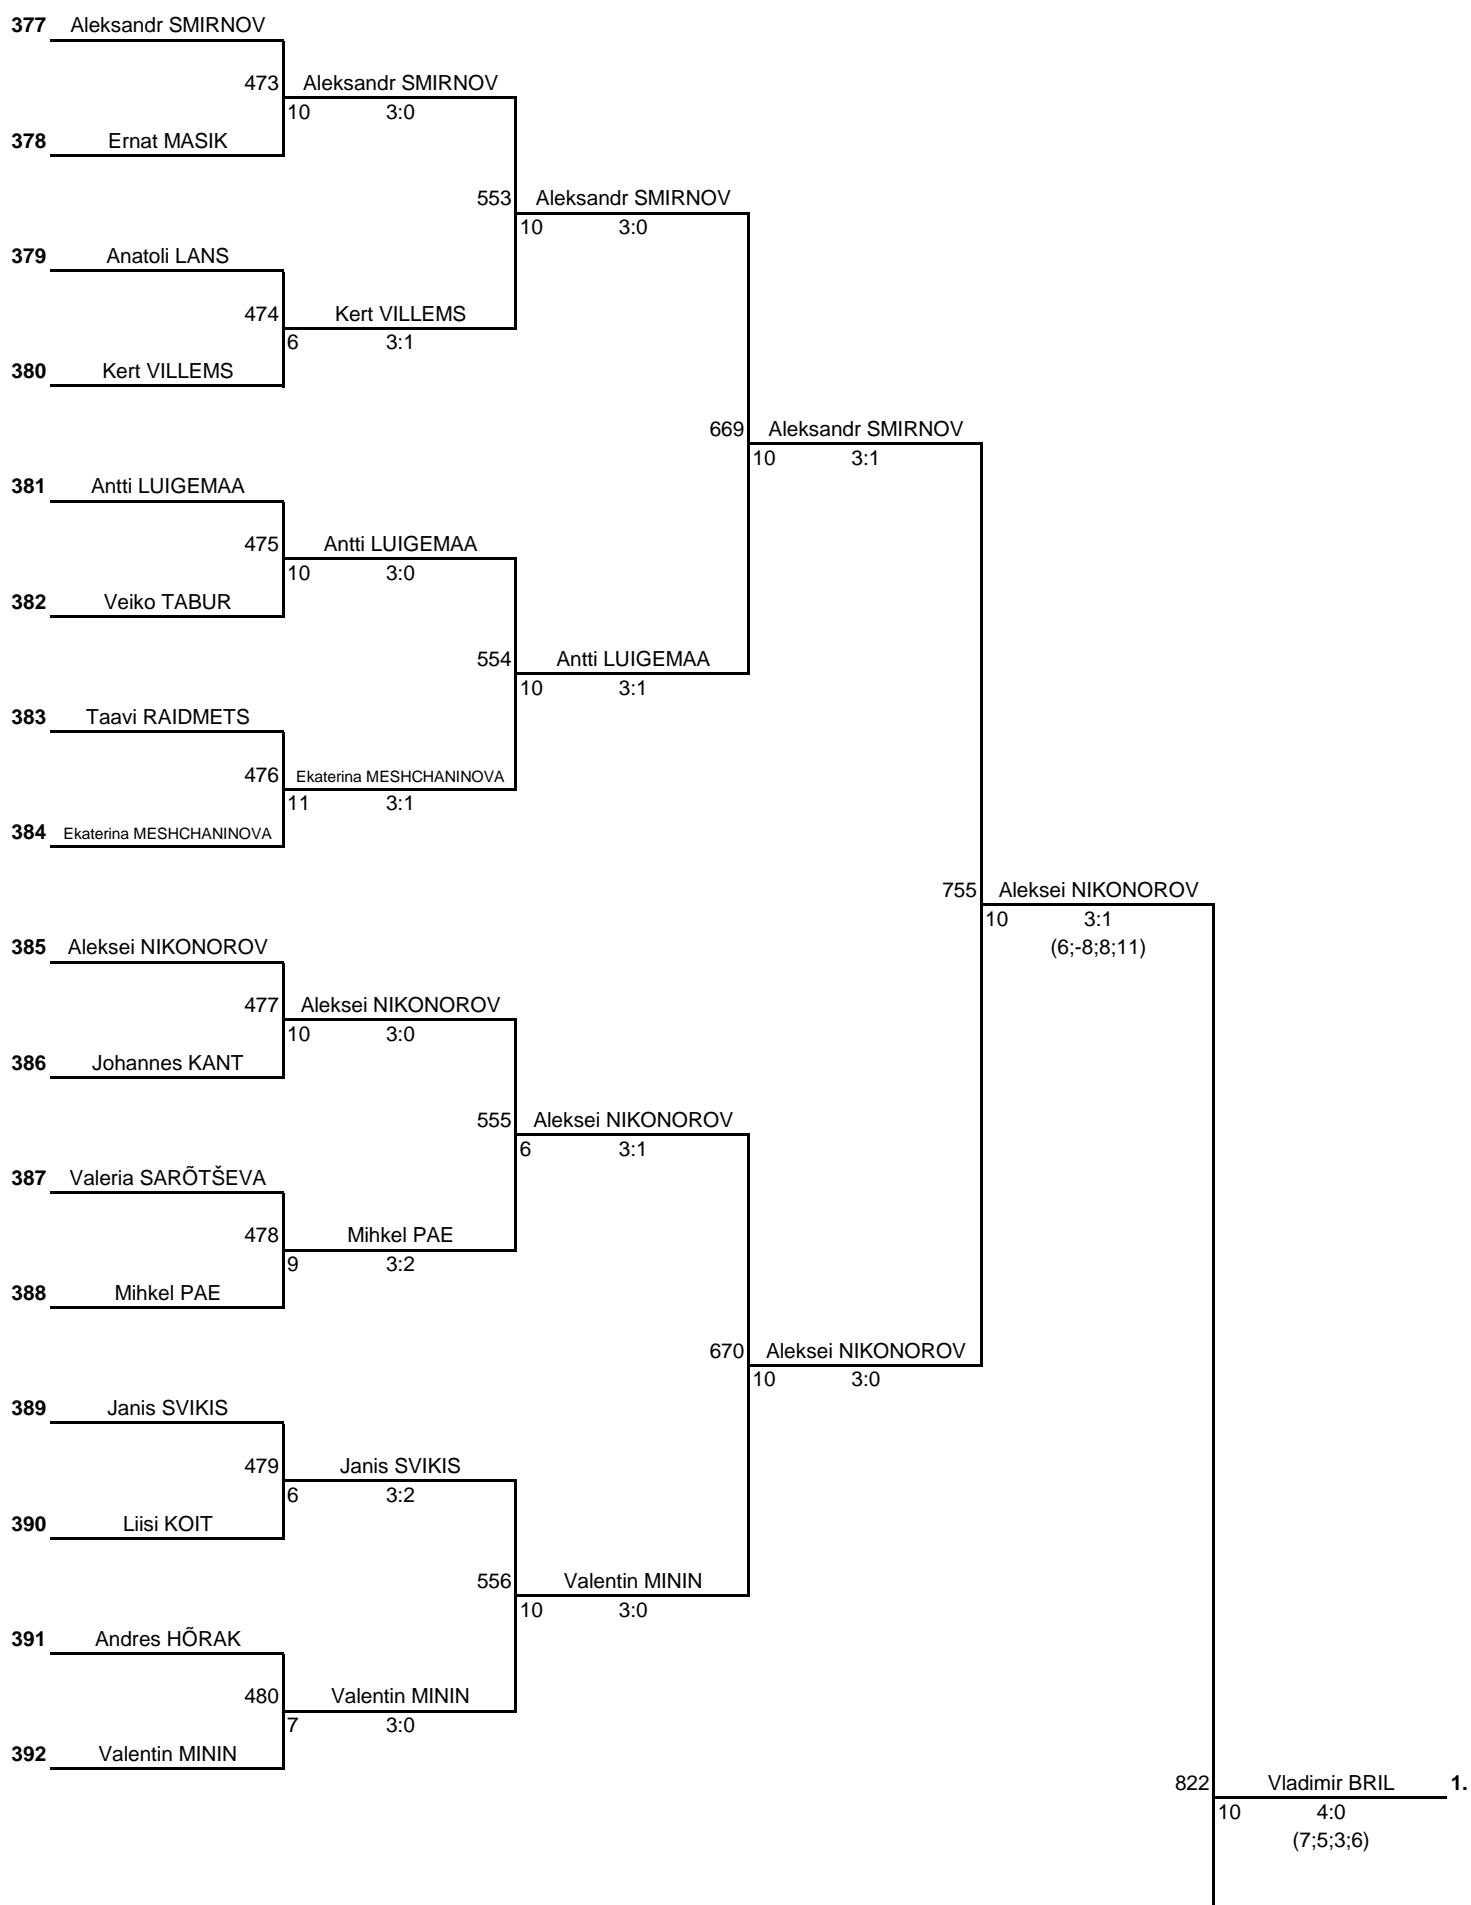 377 Aleksandr SMIRNOV
473 Aleksandr SMIRNOV
10 3:0
378 Ernat MASIK
553 Aleksandr SMIRNOV
10 3:0
379 Anatoli LANS
474 Kert VILLEMS
6 3:1
380 Kert VILLEMS
669 Aleksandr SMIRNOV
10 3:1
381 Antti LUIGEMAA
475 Antti LUIGEMAA
10 3:0
382 Veiko TABUR
554 Antti LUIGEMAA
10 3:1
383 Taavi RAIDMETS
476 Ekaterina MESHCHANINOVA
11 3:1
384 Ekaterina MESHCHANINOVA
755 Aleksei NIKONOROV
10 3:1
(6;-8;8;11)
385 Aleksei NIKONOROV
477 Aleksei NIKONOROV
10 3:0
386 Johannes KANT
555 Aleksei NIKONOROV
6 3:1
387 Valeria SARÕTŠEVA
478 Mihkel PAE
9 3:2
388 Mihkel PAE
670 Aleksei NIKONOROV
10 3:0
389 Janis SVIKIS
479 Janis SVIKIS
6 3:2
390 Liisi KOIT
556 Valentin MININ
10 3:0
391 Andres HÕRAK
480 Valentin MININ
7 3:0
392 Valentin MININ
822 Vladimir BRIL 1.
10 4:0
(7;5;3;6)